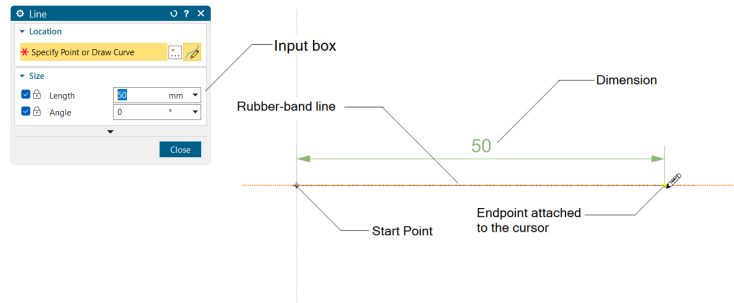 Line
Location
* Specify Point or Draw Curve
Size
Length 50 mm
Angle 0 °
Close
Input box
Dimension
Rubber-band line
50
Start Point
Endpoint attached
to the cursor